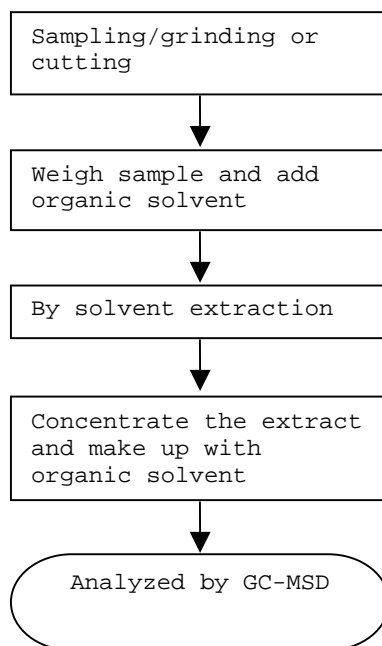 Sampling/grinding or
cutting
Weigh sample and add
organic solvent
By solvent extraction
Concentrate the extract
and make up with
organic solvent
Analyzed by GC-MSD